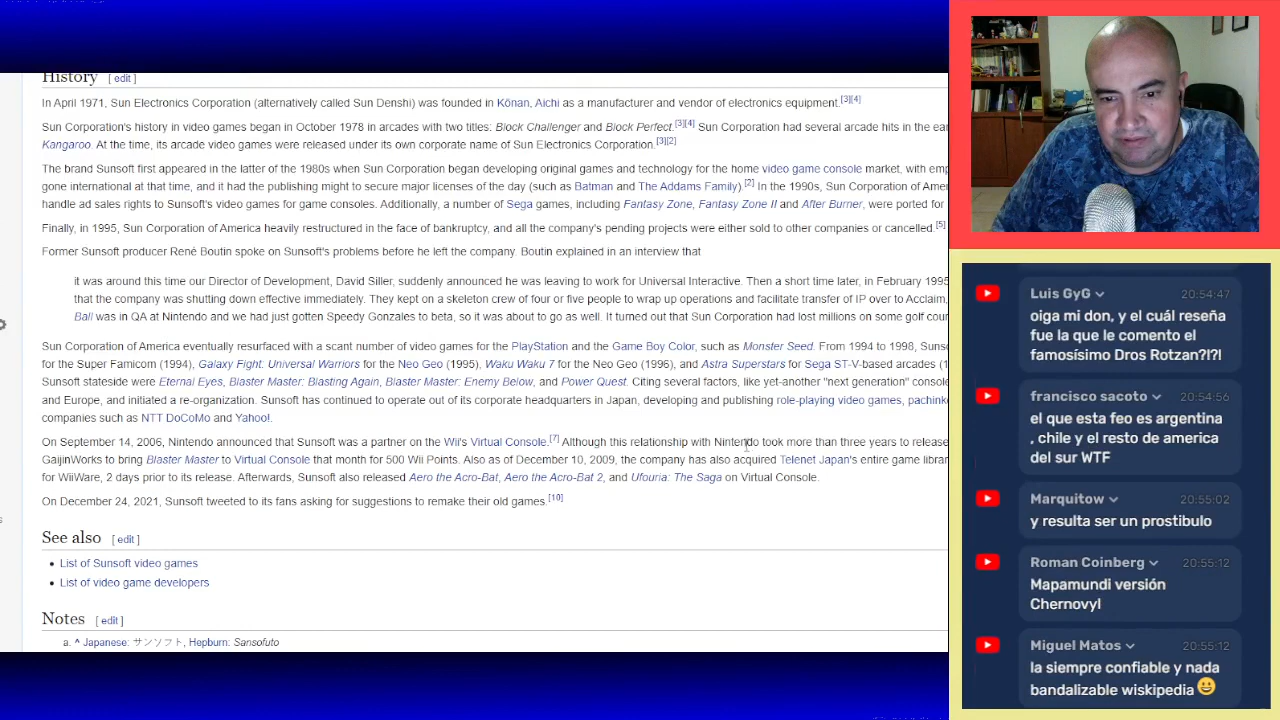 History [ edit ]
In April 1971, Sun Electronics Corporation (alternatively called Sun Denshi) was founded in Kōnan, Aichi as a manufacturer and vendor of electronics equipment.[3][4]
Sun Corporation's history in video games began in October 1978 in arcades with two titles: Block Challenger and Block Perfect.[3][4] Sun Corporation had several arcade hits in the
Kangaroo. At the time, its arcade video games were released under its own corporate name of Sun Electronics Corporation.[3][2]
The brand Sunsoft first appeared in the latter of the 1980s when Sun Corporation began developing original games and technology for the home video game console market, with
gone international at that time, and it had the publishing might to secure major licenses of the day (such as Batman and The Addams Family) [2] In the 1990s, Sun Corporation of
handle ad sales rights to Sunsoft's video games for game consoles. Additionally, a number of Sega games, including Fantasy Zone, Fantasy Zone II and After Burner, were ported for
Finally, in 1995, Sun Corporation of America heavily restructured in the face of bankruptcy, and all the company's pending projects were either sold to other companies or cancelled.[5]
Former Sunsoft producer René Boutin spoke on Sunsoft's problems before he left the company. Boutin explained in an interview that
it was around this time our Director of Development, David Siller, suddenly announced he was leaving to work for Universal Interactive. Then a short time later, in February 1995
that the company was shutting down effective immediately. They kept on a skeleton crew of four or five people to wrap up operations and facilitate transfer of IP over to Acclaim,
Ball was in QA at Nintendo and we had just gotten Speedy Gonzales to beta, so it was about to go as well. It turned out that Sun Corporation had lost millions on some golf
Sun Corporation of America eventually resurfaced with a scant number of video games for the PlayStation and the Game Boy Color, such as Monster Seed. From 1994 to 1998,
for the Super Famicom (1994), Galaxy Fight: Universal Warriors for the Neo Geo (1995), Waku Waku 7 for the Neo Geo (1996), and Astra Superstars for Sega ST-V-based arcades
Sunsoft stateside were Eternal Eyes, Blaster Master: Blasting Again, Blaster Master: Enemy Below, and Power Quest. Citing several factors, like yet-another "next generation"
and Europe, and initiated a re-organization. Sunsoft has continued to operate out of its corporate headquarters in Japan, developing and publishing role-playing video games,
companies such as NTT DoCoMo and Yahoo!.
On September 14, 2006, Nintendo announced that Sunsoft was a partner on the Wii's Virtual Console.[7] Although this relationship with Nintendo took more than three years to release
GaijinWorks to bring Blaster Master to Virtual Console that month for 500 Wii Points. Also as of December 10, 2009, the company has also acquired Telenet Japan's entire game
for WiiWare, 2 days prior to its release. Afterwards, Sunsoft also released Aero the Acro-Bat, Aero the Acro-Bat 2, and Ufouria: The Saga on Virtual Console.
On December 24, 2021, Sunsoft tweeted to its fans asking for suggestions to remake their old games.[10]
See also [ edit ]
• List of Sunsoft video games
• List of video game developers
Notes [ edit ]
a. ^ Japanese: サンソフト, Hepburn: Sansofuto
Luis GyG 20:54:47
oiga mi don, y el cuál reseña
fue la que le comento el
famosísimo Dros Rotzan?!?!
francisco sacoto 20:54:56
el que esta feo es argentina
, chile y el resto de america
del sur WTF
Marquitow 20:55:02
y resulta ser un prostibulo
Roman Coinberg 20:55:12
Mapamundi versión
Chernovyl
Miguel Matos 20:55:12
la siempre confiable y nada
bandalizable wiskipedia 😀